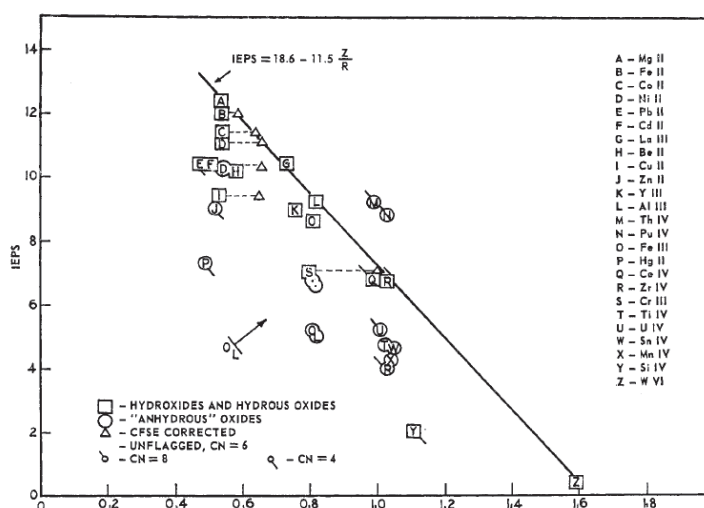 IEPS = 18.6 – 11.5 Z/R
14
12
10
8
6
4
2
0
IEPS
0
0.2
0.4
0.6
0.8
1.0
1.2
1.4
1.6
1.8
A
B
C
D
E
F
D
H
G
I
J
K
L
O
M
N
P
S
Q
R
L
O
L
U
T
W
X
R
Y
Z
A – Mg II
B – Fe II
C – Co II
D – Ni II
E – Pb II
F – Cd II
G – La III
H – Be II
I – Cu II
J – Zn II
K – Y III
L – Al III
M – Th IV
N – Pu IV
O – Fe III
P – Hg II
Q – Ce IV
R – Zr IV
S – Cr III
T – Ti IV
U – U IV
W – Sn IV
X – Mn IV
Y – Si IV
Z – W VI
– HYDROXIDES AND HYDROUS OXIDES
– "ANHYDROUS" OXIDES
– CFSE CORRECTED
– UNFLAGGED, CN = 6
– CN = 8
– CN = 4